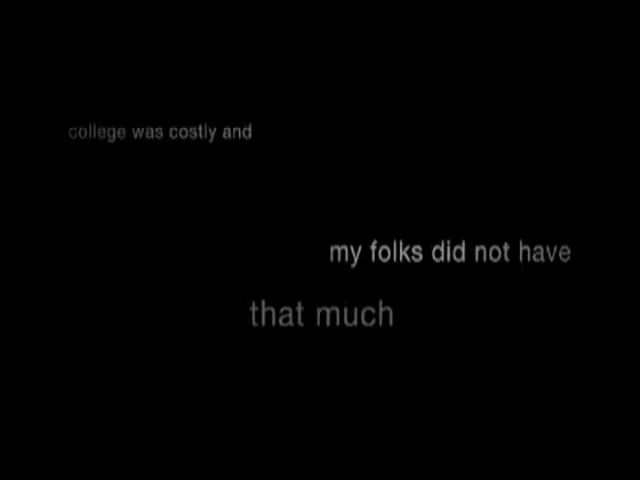 college was costly and
my folks did not have
that much